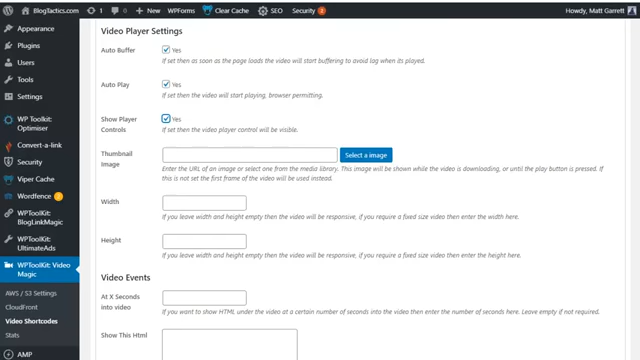 BlogTactics.com
1
0
New
WPForms
Clear Cache
SEO
Security 2
Howdy, Matt Garrett
Appearance
Plugins
Users
Tools
Settings
WP Toolkit:
Optimiser
Convert-a-link
Security
Viper Cache
Wordfence 2
WPToolKit:
BlogLinkMagic
WPToolKit:
UltimateAds
WPToolKit: Video
Magic
AWS / S3 Settings
CloudFront
Video Shortcodes
Stats
AMP
Video Player Settings
Auto Buffer
Yes
If set then as soon as the page loads the video will start buffering to avoid lag when its played.
Auto Play
Yes
If set then the video will start playing, browser permitting.
Show Player
Controls
Yes
If set then the video player control will be visible.
Thumbnail
Image
Select a image
Enter the URL of an image or select one from the media library. This image will be shown while the video is downloading, or until the play button is pressed. If
this is not set the first frame of the video will be used instead.
Width
If you leave width and height empty then the video will be responsive, if you require a fixed size video then enter the width here.
Height
If you leave width and height empty then the video will be responsive, if you require a fixed size video then enter the height here.
Video Events
At X Seconds
into video
If you want to show HTML under the video at a certain number of seconds into the video then enter the number of seconds here. Leave empty if not required.
Show This Html